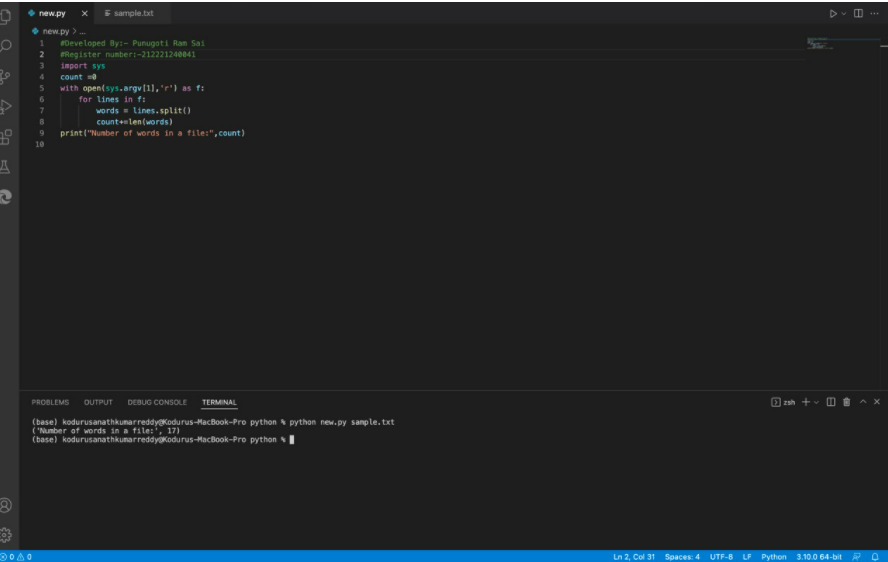 new.py × sample.txt
new.py > ...
1 #Developed By:- Punugoti Ram Sai
2 #Register number:-212221240041
3 import sys
4 count =0
5 with open(sys.argv[1],'r') as f:
6 for lines in f:
7 words = lines.split()
8 count+=len(words)
9 print("Number of words in a file:",count)
10
PROBLEMS OUTPUT DEBUG CONSOLE TERMINAL zsh
(base) kodurusanathkumarreddy@Kodurus-MacBook-Pro python % python new.py sample.txt
('Number of words in a file:', 17)
(base) kodurusanathkumarreddy@Kodurus-MacBook-Pro python %
0 0 Ln 2, Col 31 Spaces: 4 UTF-8 LF Python 3.10.0 64-bit